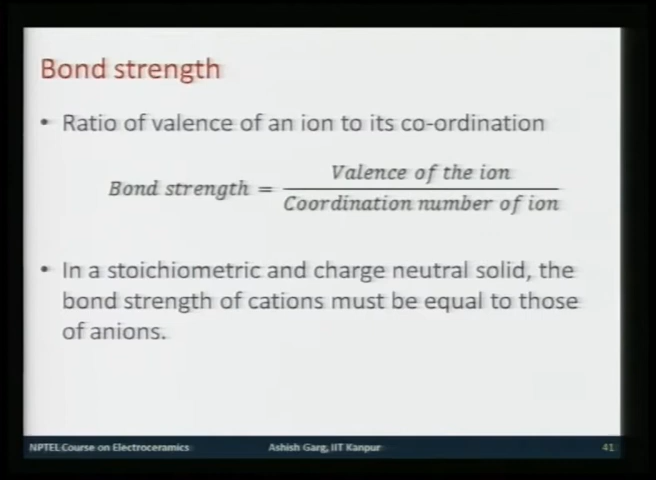 Bond strength
• Ratio of valence of an ion to its co-ordination
Bond strength = Valence of the ion / Coordination number of ion
• In a stoichiometric and charge neutral solid, the
bond strength of cations must be equal to those
of anions.
NPTEL Course on Electroceramics Ashish Garg, IIT Kanpur 41